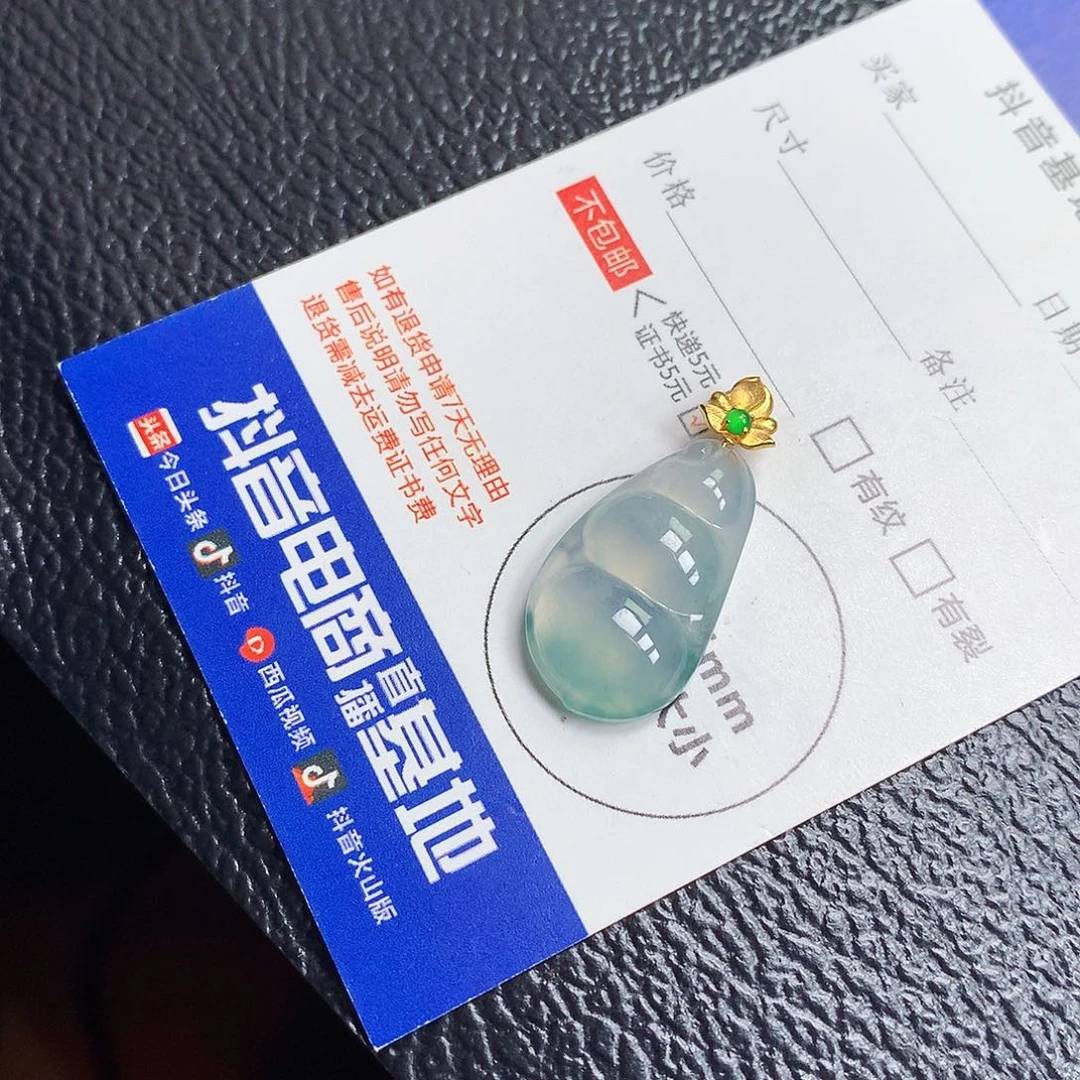 抖音基
买家
日期
尺寸
备注
价格
不包邮
快递5元
证书5元
有纹
有裂
如有退货申请7天无理由
售后说明请勿写任何文字
退货需减去运费证书费
mm
大小
抖音电商直播基地
头条
今日头条
抖音
西瓜视频
抖音火山版